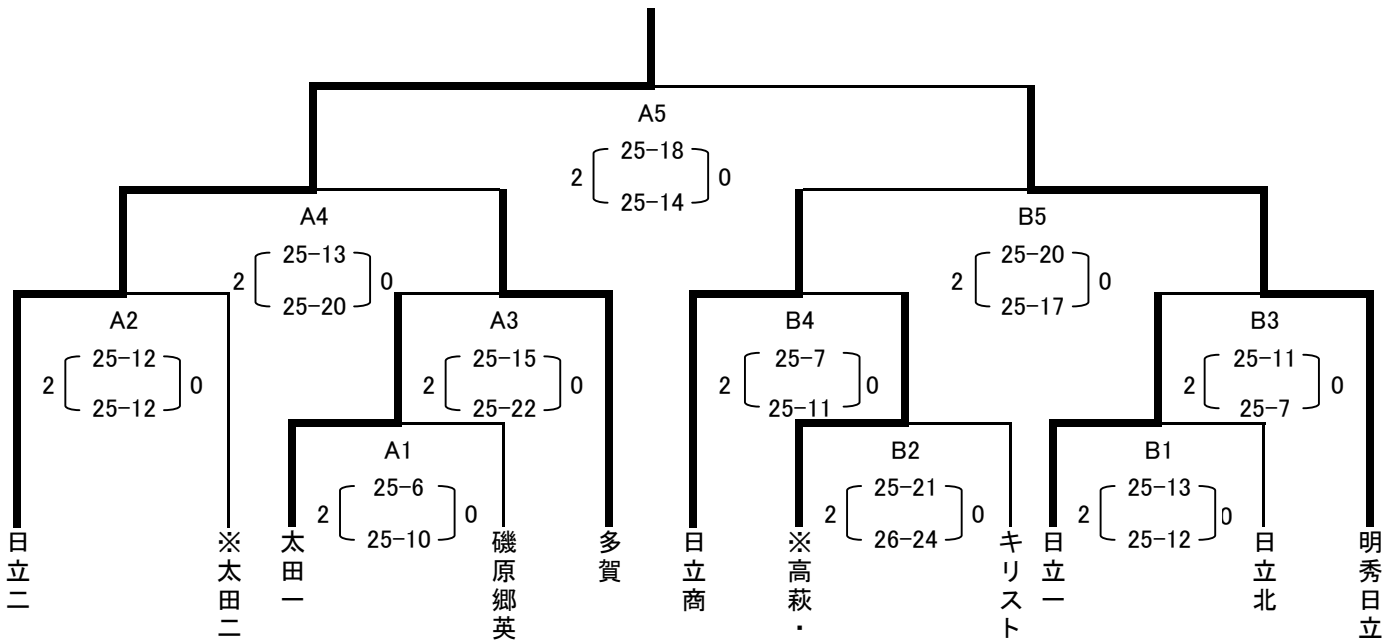 A5
25-18
2 0
25-14
A4
25-13
2 0
25-20
B5
25-20
2 0
25-17
A2
25-12
2 0
25-12
A3
25-15
2 0
25-22
B4
25-7
2 0
25-11
B3
25-11
2 0
25-7
A1
25-6
2 0
25-10
B2
25-21
2 0
26-24
B1
25-13
2 0
25-12
日立二
※太田二
太田一
磯原郷英
多賀
日立商
※高萩・
キリスト
日立一
日立北
明秀日立